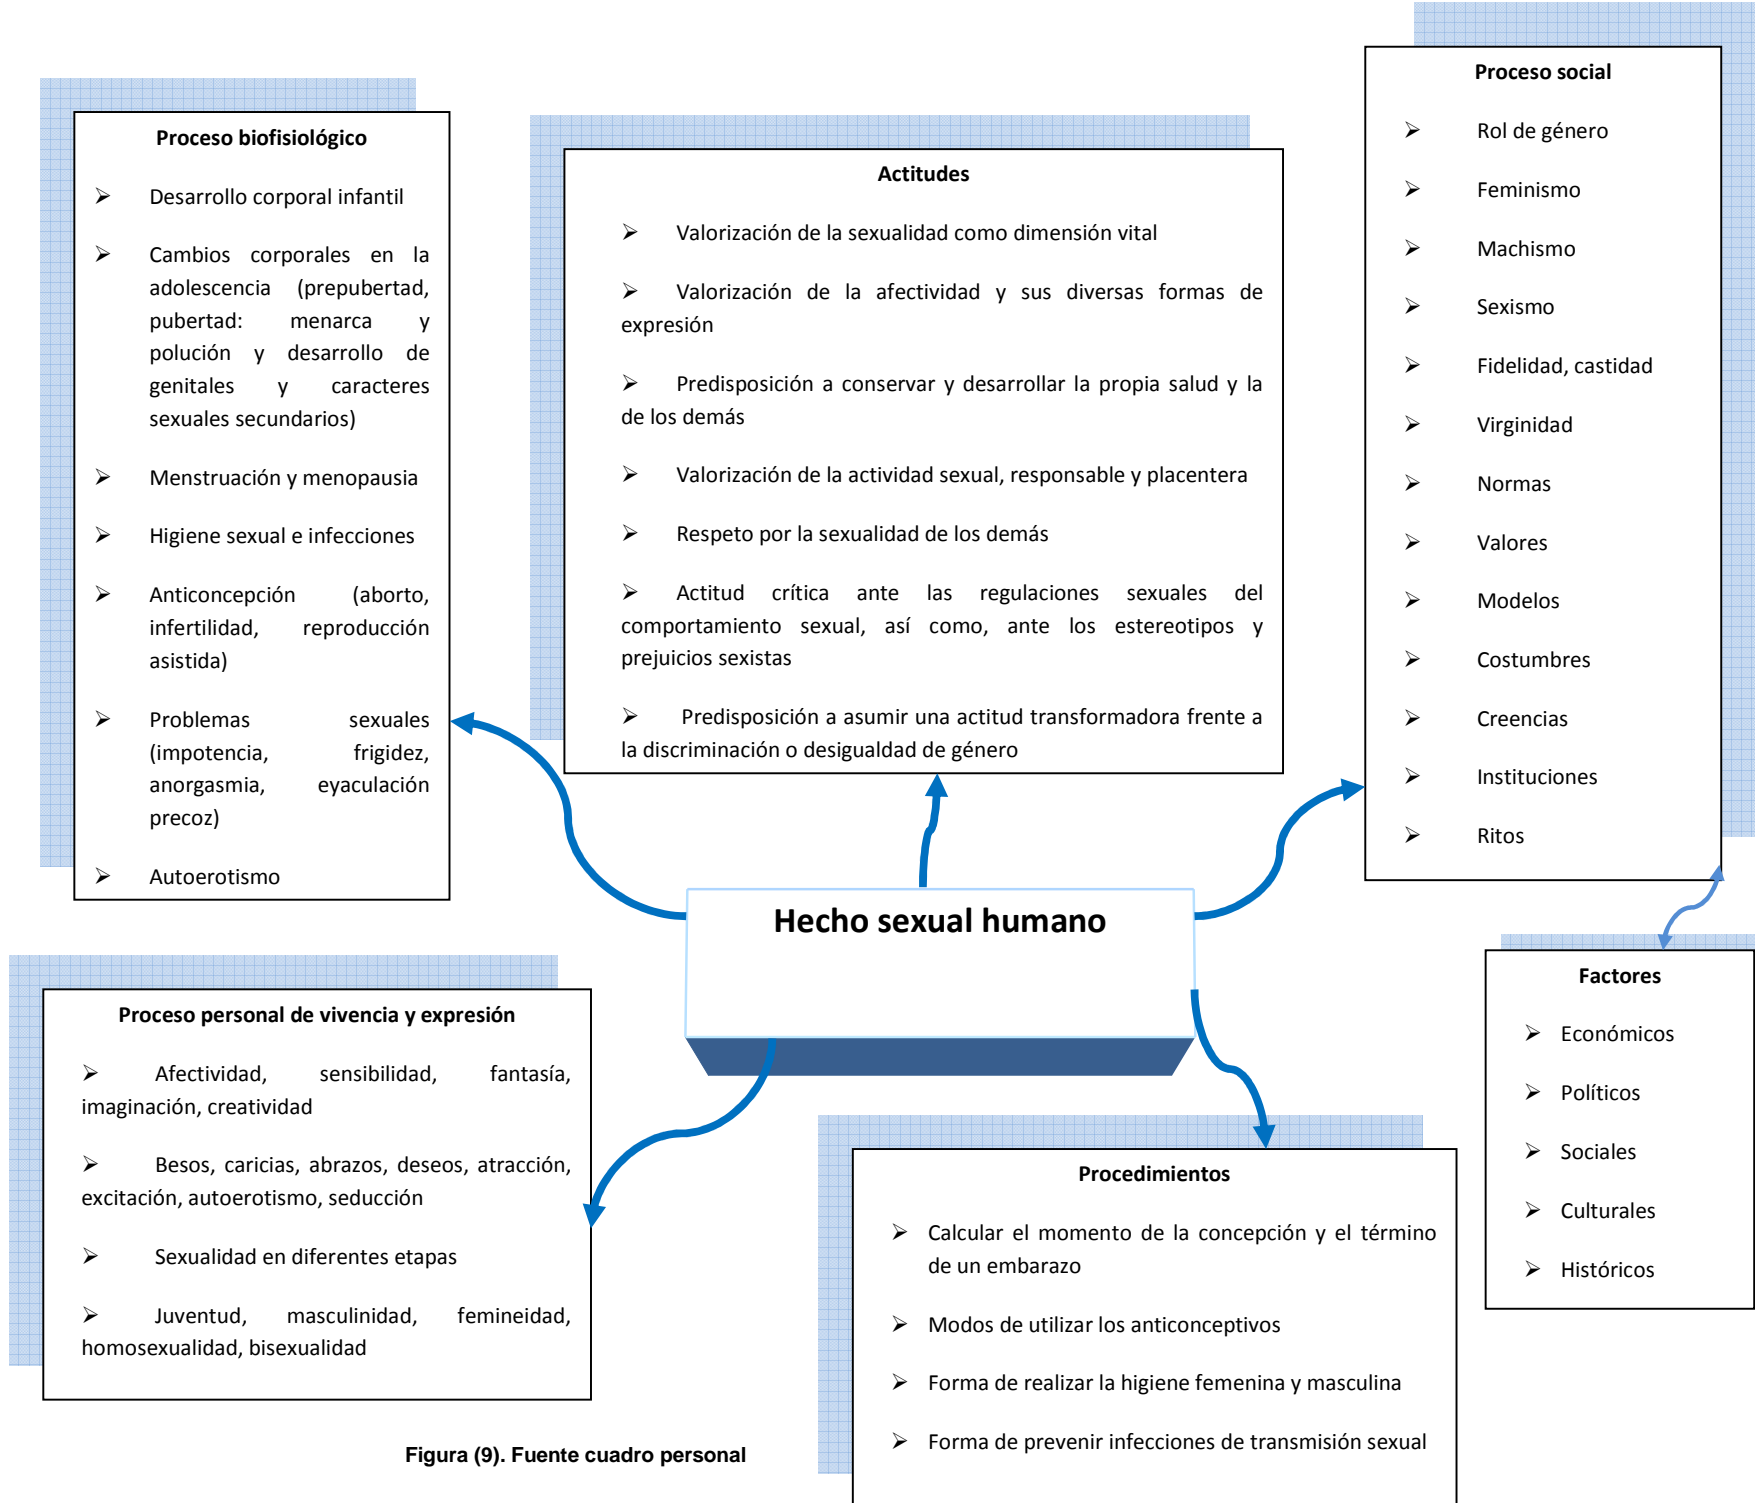 Proceso biofisiológico
Desarrollo corporal infantil
Cambios corporales en la
adolescencia (prepubertad,
pubertad: menarca y
polución y desarrollo de
genitales y caracteres
sexuales secundarios)
Menstruación y menopausia
Higiene sexual e infecciones
Anticoncepción (aborto,
infertilidad, reproducción
asistida)
Problemas sexuales
(impotencia, frigidez,
anorgasmia, eyaculación
precoz)
Autoerotismo
Actitudes
Valorización de la sexualidad como dimensión vital
Valorización de la afectividad y sus diversas formas de
expresión
Predisposición a conservar y desarrollar la propia salud y la
de los demás
Valorización de la actividad sexual, responsable y placentera
Respeto por la sexualidad de los demás
Actitud crítica ante las regulaciones sexuales del
comportamiento sexual, así como, ante los estereotipos y
prejuicios sexistas
Predisposición a asumir una actitud transformadora frente a
la discriminación o desigualdad de género
Proceso social
Rol de género
Feminismo
Machismo
Sexismo
Fidelidad, castidad
Virginidad
Normas
Valores
Modelos
Costumbres
Creencias
Instituciones
Ritos
Hecho sexual humano
Proceso personal de vivencia y expresión
Afectividad, sensibilidad, fantasía,
imaginación, creatividad
Besos, caricias, abrazos, deseos, atracción,
excitación, autoerotismo, seducción
Sexualidad en diferentes etapas
Juventud, masculinidad, femineidad,
homosexualidad, bisexualidad
Procedimientos
Calcular el momento de la concepción y el término
de un embarazo
Modos de utilizar los anticonceptivos
Forma de realizar la higiene femenina y masculina
Forma de prevenir infecciones de transmisión sexual
Factores
Económicos
Políticos
Sociales
Culturales
Históricos
Figura (9). Fuente cuadro personal